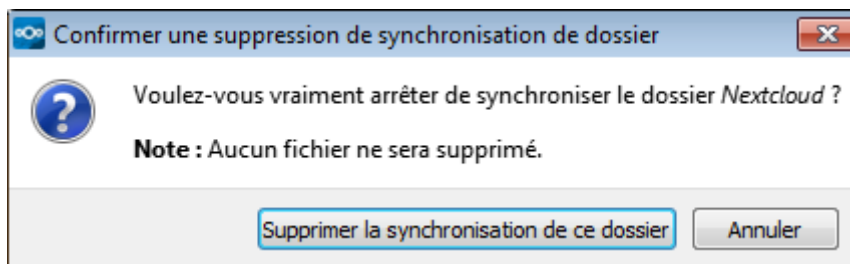 Confirmer une suppression de synchronisation de dossier
Voulez-vous vraiment arrêter de synchroniser le dossier Nextcloud ?
Note : Aucun fichier ne sera supprimé.
Supprimer la synchronisation de ce dossier
Annuler